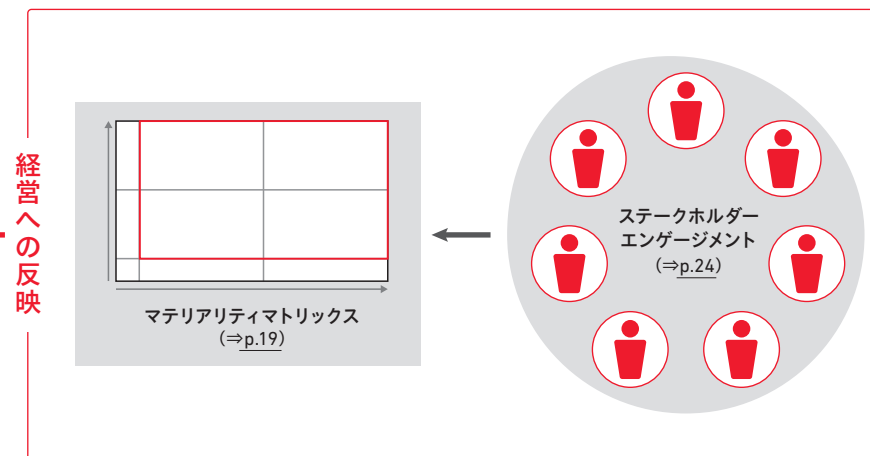 経営への反映
マテリアリティマトリックス
(⇒p.19)
ステークホルダー
エンゲージメント
(⇒p.24)